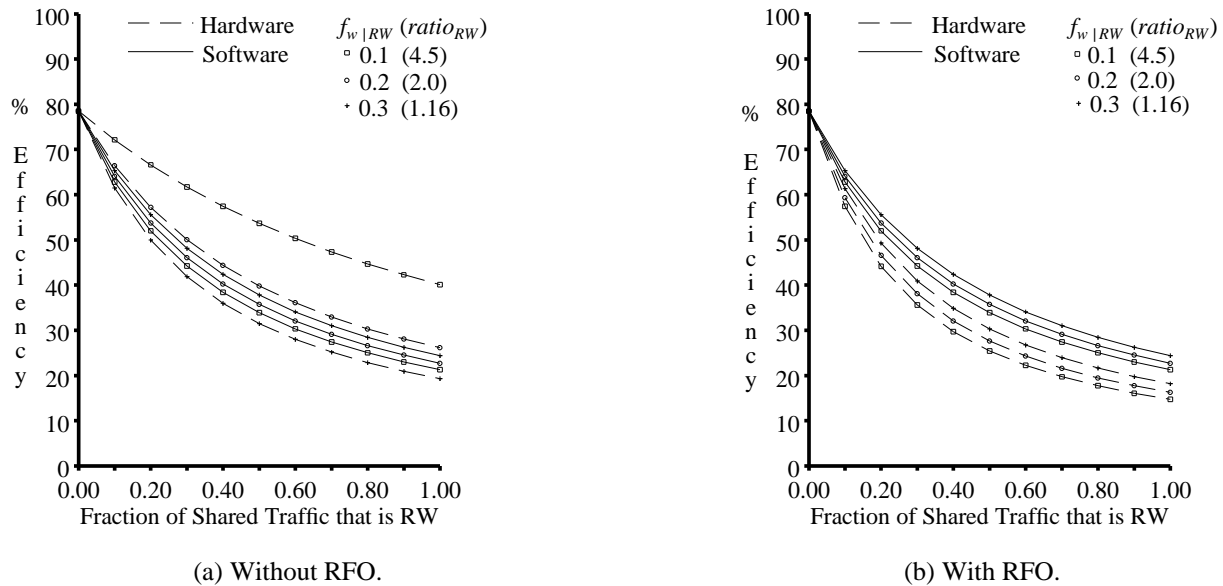 100
90
80
70
60
50
40
30
20
10
0
% Efficiency
Hardware
Software
f_{w | RW} (ratio_{RW})
0.1 (4.5)
0.2 (2.0)
0.3 (1.16)
0.00 0.20 0.40 0.60 0.80 1.00
Fraction of Shared Traffic that is RW
(a) Without RFO.
100
90
80
70
60
50
40
30
20
10
0
% Efficiency
Hardware
Software
f_{w | RW} (ratio_{RW})
0.1 (4.5)
0.2 (2.0)
0.3 (1.16)
0.00 0.20 0.40 0.60 0.80 1.00
Fraction of Shared Traffic that is RW
(b) With RFO.